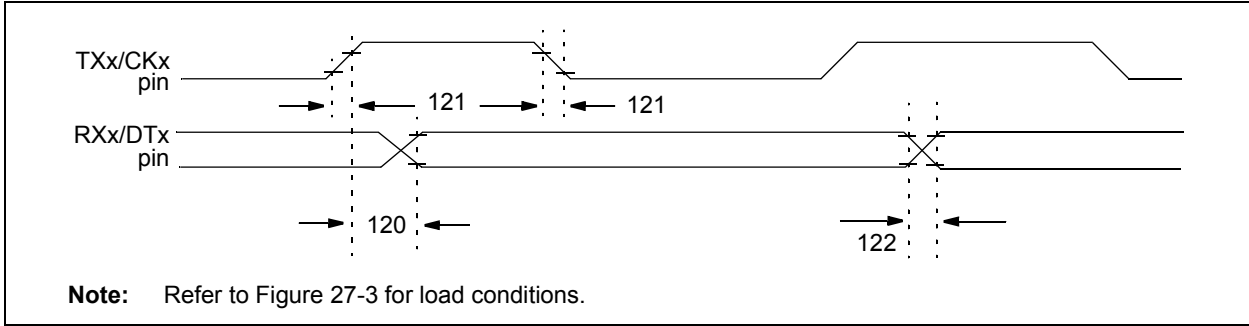 TXx/CKx
pin
121
121
RXx/DTx
pin
120
122
Note: Refer to Figure 27-3 for load conditions.